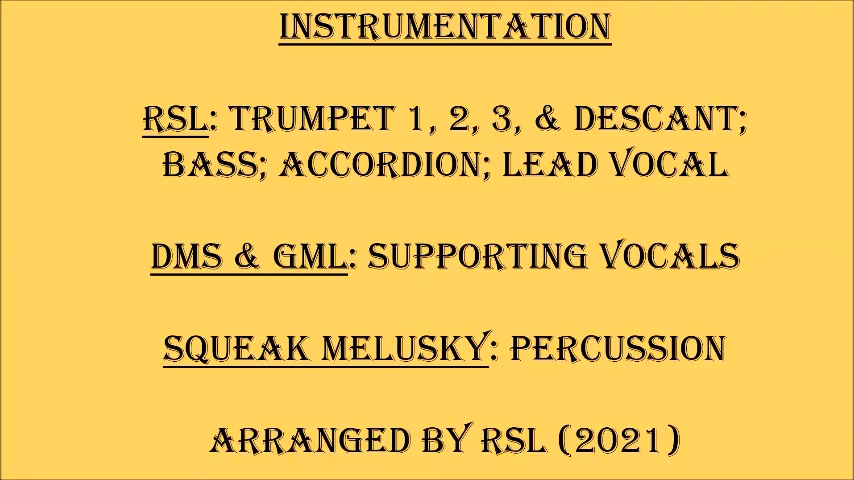 INSTRUMENTATION
RSL: TRUMPET 1, 2, 3, & DESCANT;
BASS; ACCORDION; LEAD VOCAL
DMS & GML: SUPPORTING VOCALS
SQUEAK MELUSKY: PERCUSSION
ARRANGED BY RSL (2021)